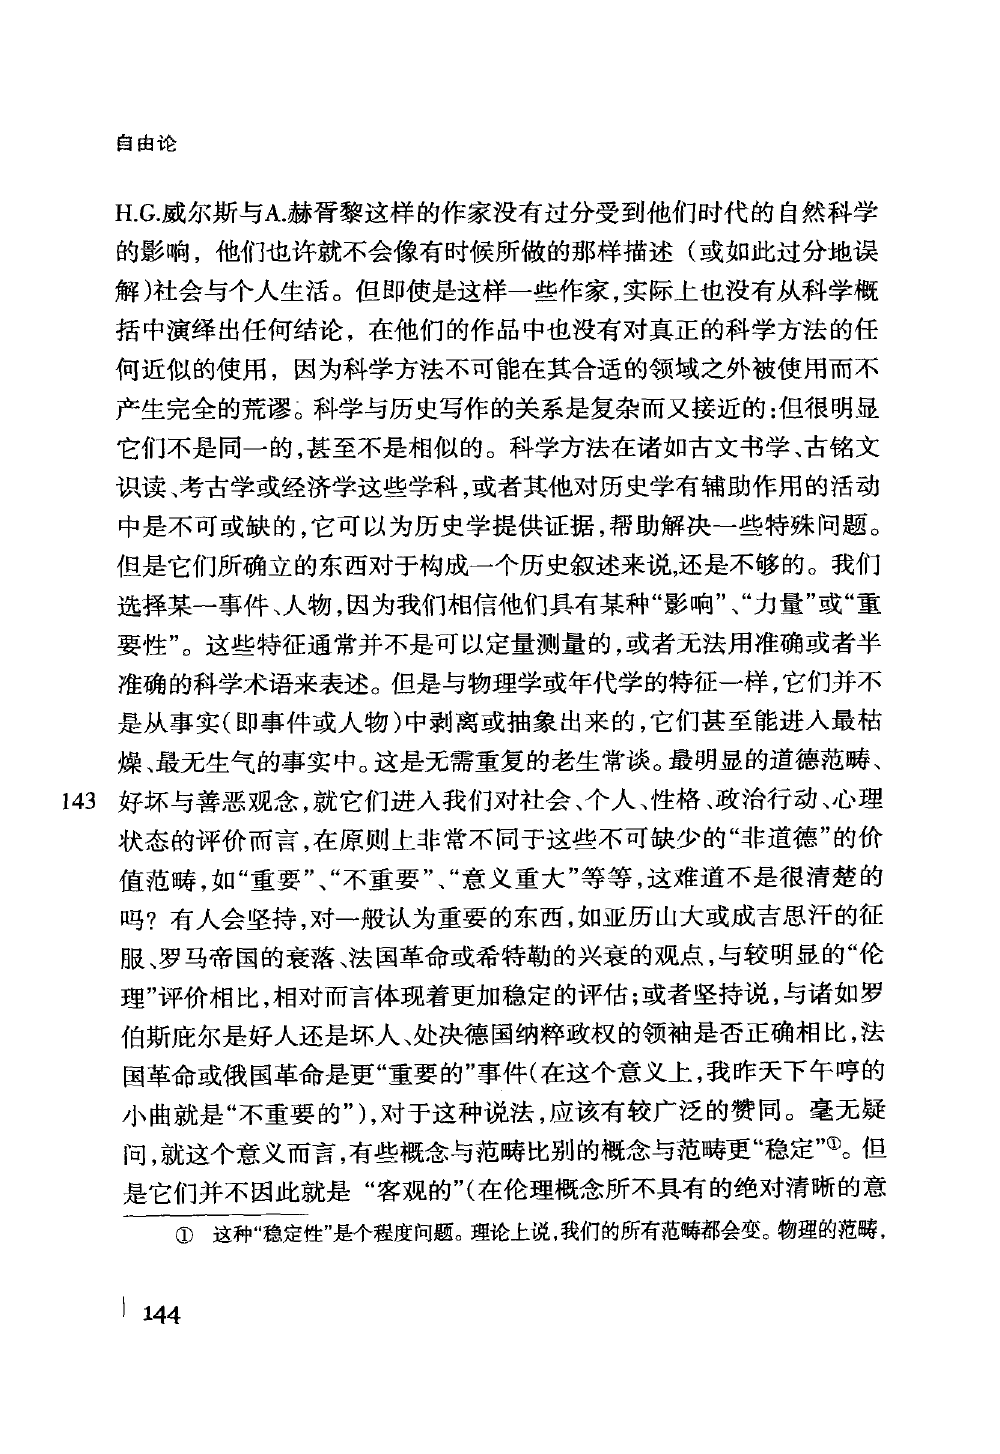 自由论
H.G.威尔斯与A.赫胥黎这样的作家没有过分受到他们时代的自然科学
的影响，他们也许就不会像有时候所做的那样描述（或如此过分地误
解）社会与个人生活。但即使是这样一些作家，实际上也没有从科学概
括中演绎出任何结论，在他们的作品中也没有对真正的科学方法的任
何近似的使用，因为科学方法不可能在其合适的领域之外被使用而不
产生完全的荒谬。科学与历史写作的关系是复杂而又接近的；但很明显
它们不是同一的，甚至不是相似的。科学方法在诸如古文书学、古铭文
识读、考古学或经济学这些学科，或者其他对历史学有辅助作用的活动
中是不可或缺的，它可以为历史学提供证据，帮助解决一些特殊问题。
但是它们所确立的东西对于构成一个历史叙述来说，还是不够的。我们
选择某一事件、人物，因为我们相信他们具有某种“影响”、“力量”或“重
要性”。这些特征通常并不是可以定量测量的，或者无法用准确或者半
准确的科学术语来表述。但是与物理学或年代学的特征一样，它们并不
是从事实（即事件或人物）中剥离或抽象出来的，它们甚至能进入最枯
燥、最无生气的事实中。这是无需重复的老生常谈。最明显的道德范畴、
143 好坏与善恶观念，就它们进入我们对社会、个人、性格、政治行动、心理
状态的评价而言，在原则上非常不同于这些不可缺少的“非道德”的价
值范畴，如“重要”、“不重要”、“意义重大”等等，这难道不是很清楚的
吗？有人会坚持，对一般认为重要的东西，如亚历山大或成吉思汗的征
服、罗马帝国的衰落、法国革命或希特勒的兴衰的观点，与较明显的“伦
理”评价相比，相对而言体现着更加稳定的评估；或者坚持说，与诸如罗
伯斯庇尔是好人还是坏人、处决德国纳粹政权的领袖是否正确相比，法
国革命或俄国革命是更“重要的”事件（在这个意义上，我昨天下午哼的
小曲就是“不重要的”），对于这种说法，应该有较广泛的赞同。毫无疑
问，就这个意义而言，有些概念与范畴比别的概念与范畴更“稳定”①。但
是它们并不因此就是“客观的”（在伦理概念所不具有的绝对清晰的意
① 这种“稳定性”是个程度问题。理论上说，我们的所有范畴都会变。物理的范畴，
144